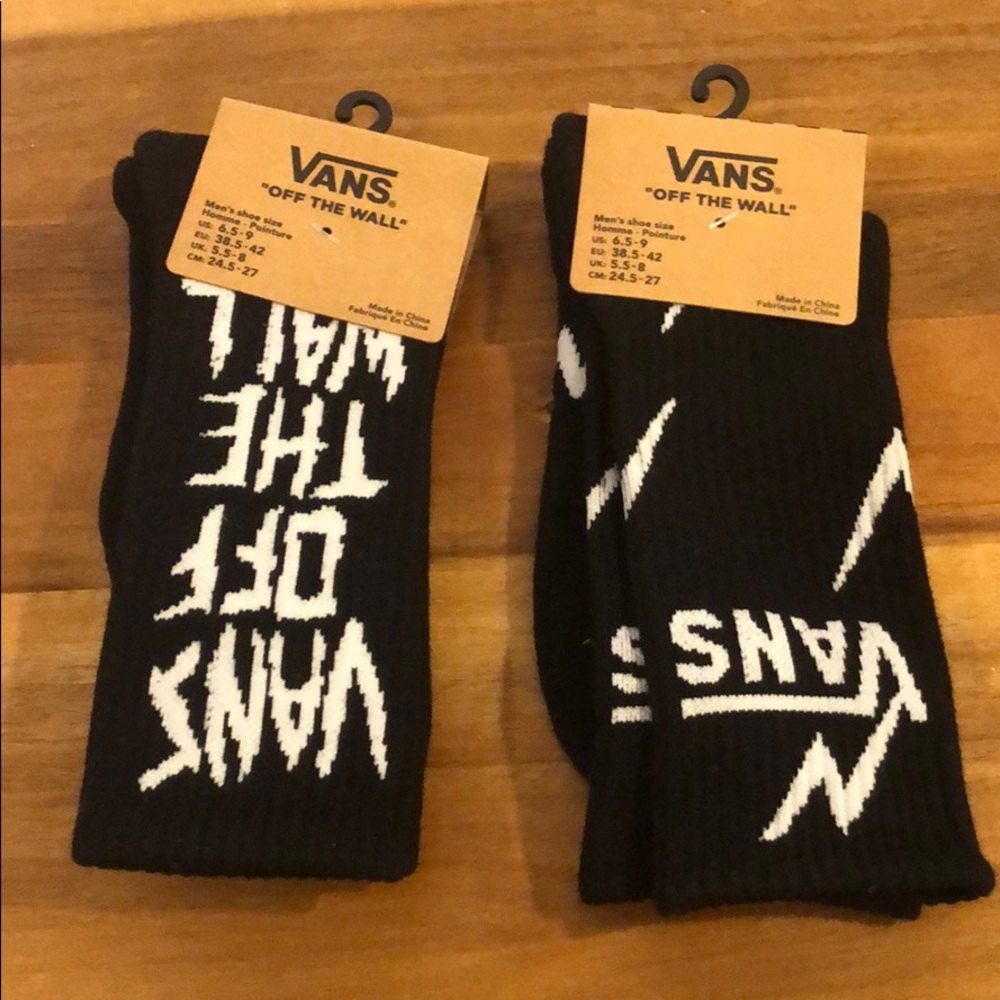 VANS
"OFF THE WALL"
Men's shoe size
Homme - Pointure
US: 6.5-9
EU: 38.5-42
UK: 5.5-8
CM: 24.5-27
Made in China
Fabriqué En Chine
VANS
OFF
THE
WALL
VANS
"OFF THE WALL"
Men's shoe size
Homme - Pointure
US: 6.5-9
EU: 38.5-42
UK: 5.5-8
CM: 24.5-27
Made in China
Fabriqué En Chine
VANS